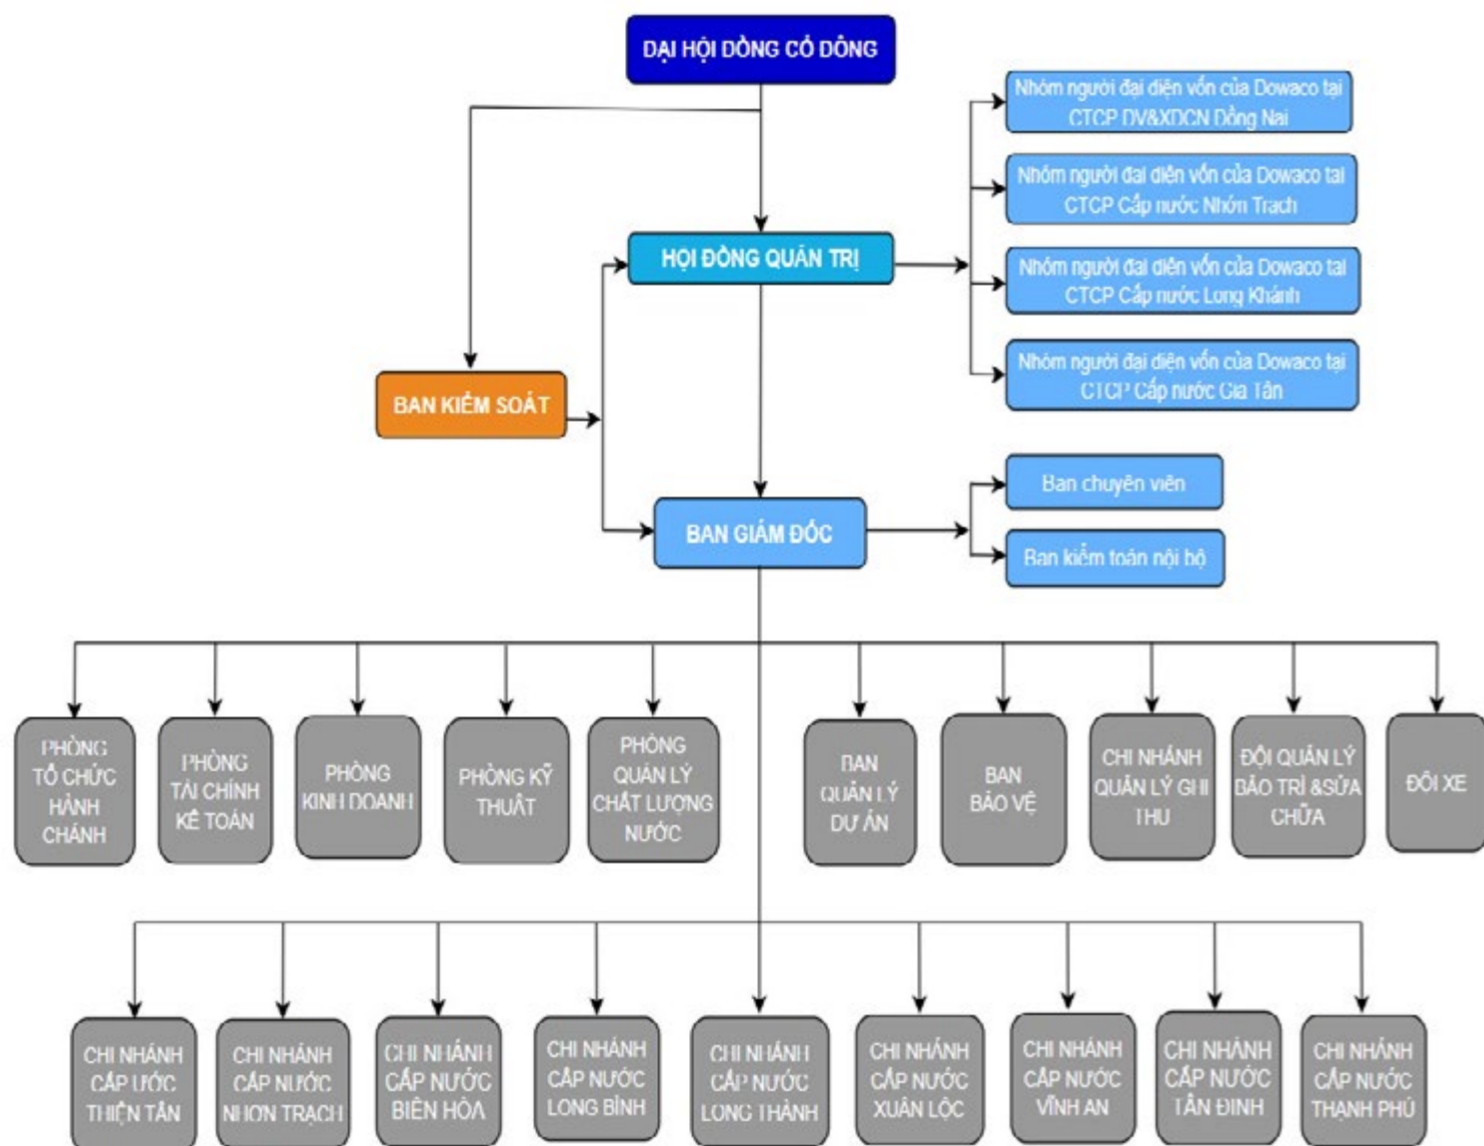 ĐẠI HỘI ĐỒNG CỔ ĐÔNG
Nhóm người đại diện vốn của Dowaco tại
CTCP DV&XDCN Đồng Nai
Nhóm người đại diện vốn của Dowaco tại
CTCP Cấp nước Nhơn Trạch
HỘI ĐỒNG QUẢN TRỊ
Nhóm người đại diện vốn của Dowaco tại
CTCP Cấp nước Long Khánh
Nhóm người đại diện vốn của Dowaco tại
CTCP Cấp nước Gia Tân
BAN KIỂM SOÁT
Ban chuyên viên
BAN GIÁM ĐỐC
Ban kiểm toán nội bộ
PHÒNG
TỔ CHỨC
HÀNH
CHÁNH
PHÒNG
TÀI CHÍNH
KẾ TOÁN
PHÒNG
KINH DOANH
PHÒNG KỸ
THUẬT
PHÒNG
QUẢN LÝ
CHẤT LƯỢNG
NƯỚC
BAN
QUẢN LÝ
DỰ ÁN
BAN
BẢO VỆ
CHI NHÁNH
QUẢN LÝ GHI
THU
ĐỘI QUẢN LÝ
BẢO TRÌ &SỬA
CHỮA
ĐỘI XE
CHI NHÁNH
CẤP ƯỚC
THIỆN TÂN
CHI NHÁNH
CẤP NƯỚC
NHƠN TRẠCH
CHI NHÁNH
CẤP NƯỚC
BIÊN HÒA
CHI NHÁNH
CẤP NƯỚC
LONG BÌNH
CHI NHÁNH
CẤP NƯỚC
LONG THÀNH
CHI NHÁNH
CẤP NƯỚC
XUÂN LỘC
CHI NHÁNH
CẤP NƯỚC
VĨNH AN
CHI NHÁNH
CẤP NƯỚC
TÂN ĐỊNH
CHI NHÁNH
CẤP NƯỚC
THẠNH PHÚ